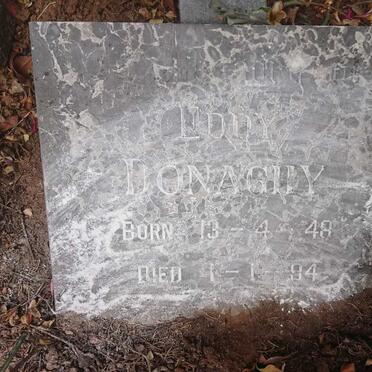 EDDY
DONAGHY
BORN 13 - 4 - 48
DIED 1 - 1 - 94